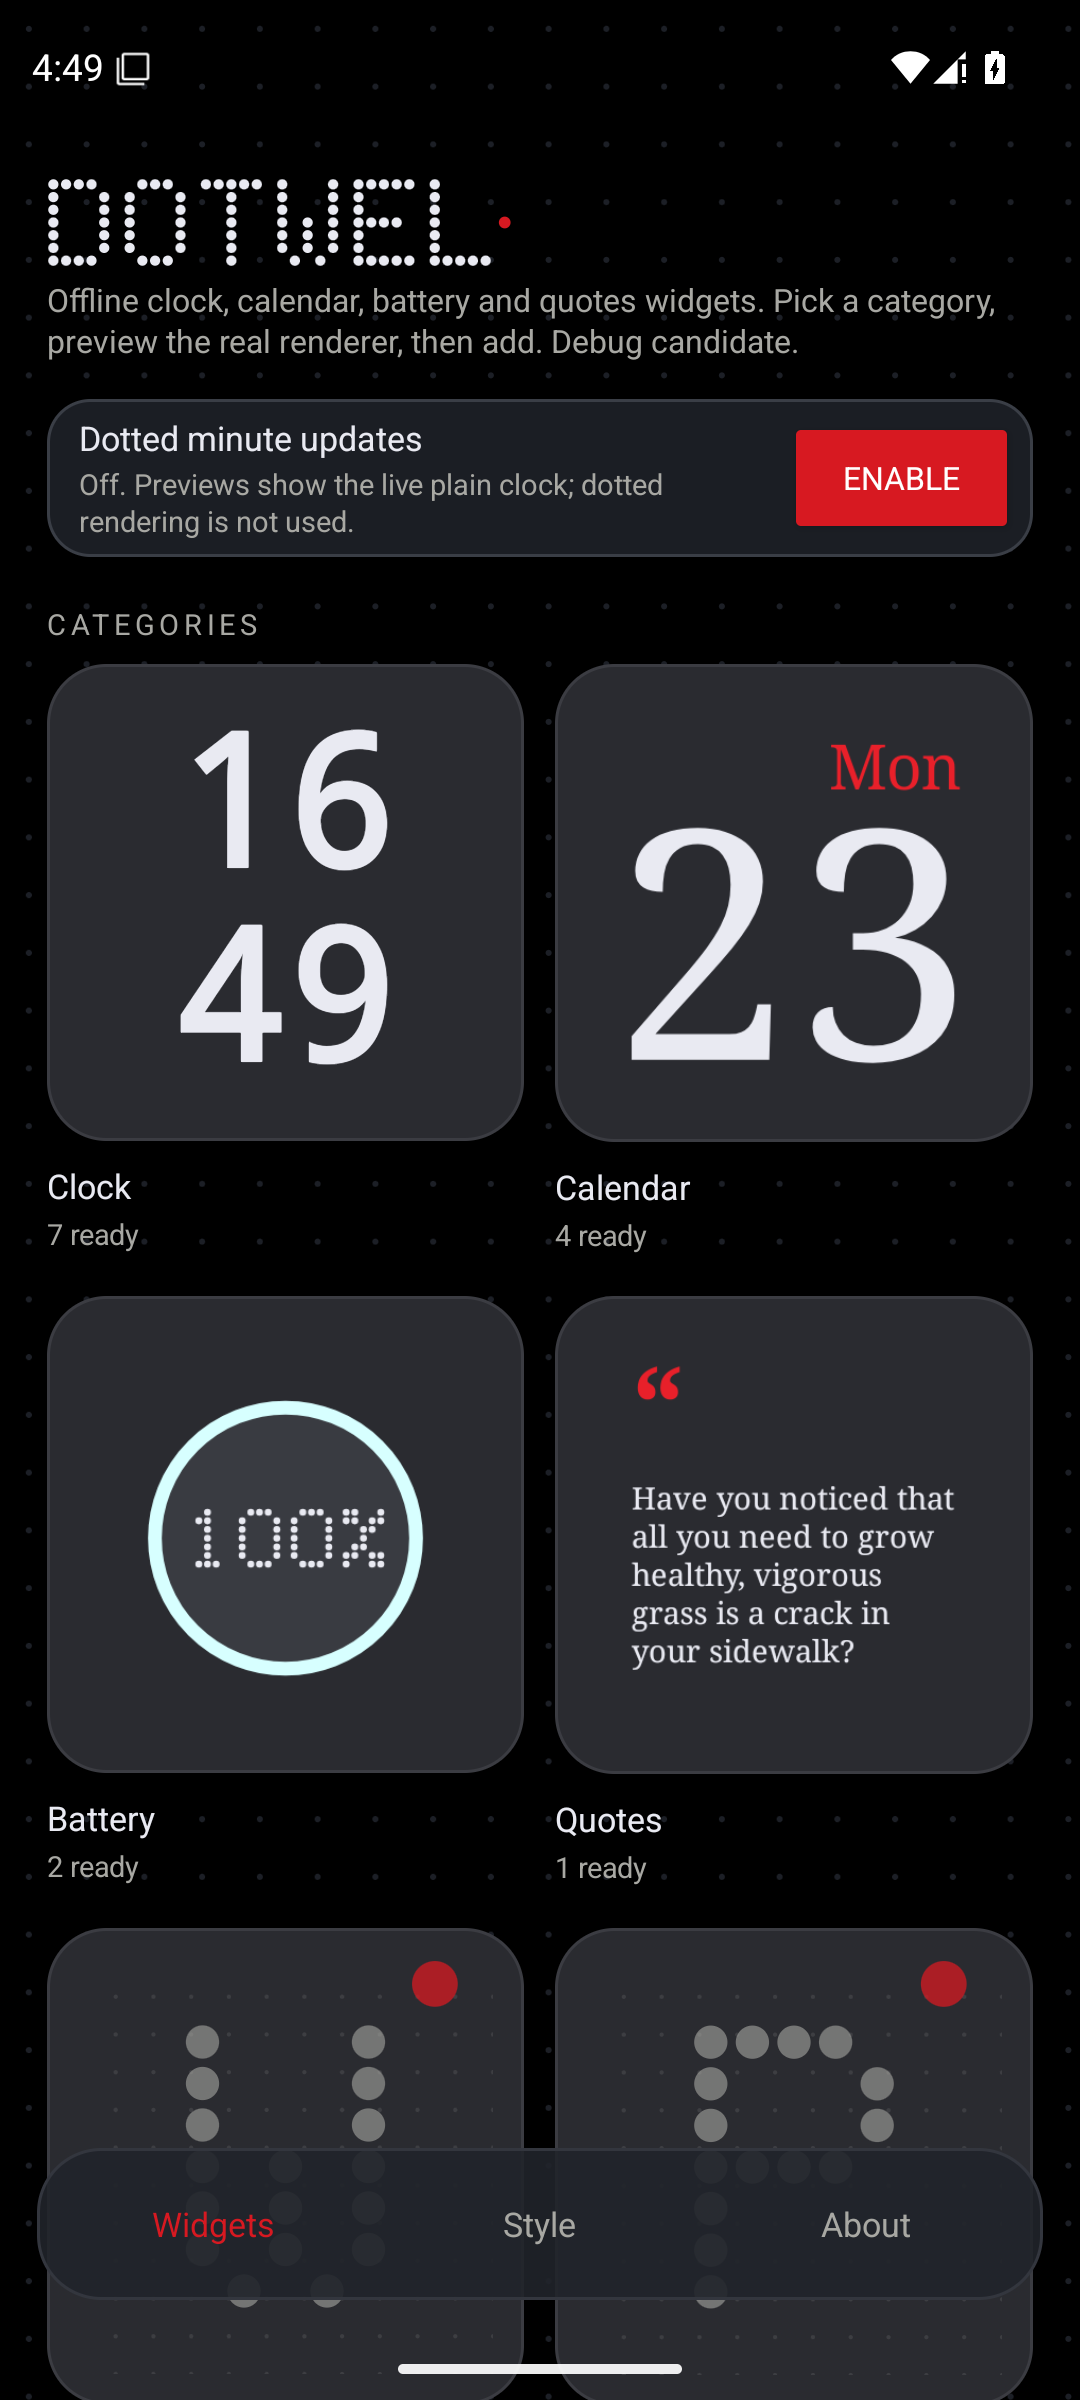 4:49
DOTWEL
Offline clock, calendar, battery and quotes widgets. Pick a category,
preview the real renderer, then add. Debug candidate.
Dotted minute updates
Off. Previews show the live plain clock; dotted
rendering is not used.
ENABLE
CATEGORIES
16
49
Mon
23
Clock
7 ready
Calendar
4 ready
100%
“
Have you noticed that
all you need to grow
healthy, vigorous
grass is a crack in
your sidewalk?
Battery
2 ready
Quotes
1 ready
W
P
Widgets
Style
About